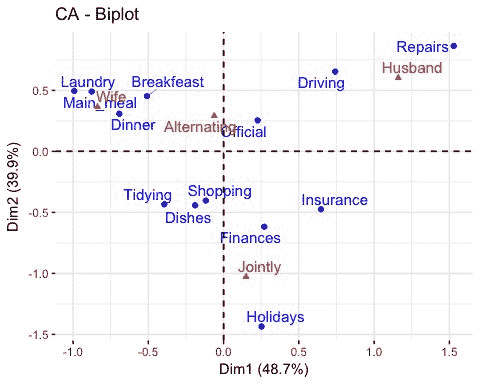 CA - Biplot
Repairs
Husband
Driving
Laundry
Breakfeast
Wife
Main_meal
Dinner
Alternating
Official
Tidying
Shopping
Dishes
Insurance
Finances
Jointly
Holidays
0.5
0.0
-0.5
-1.0
-1.5
Dim2 (39.9%)
-1.0 -0.5 0.0 0.5 1.0 1.5
Dim1 (48.7%)